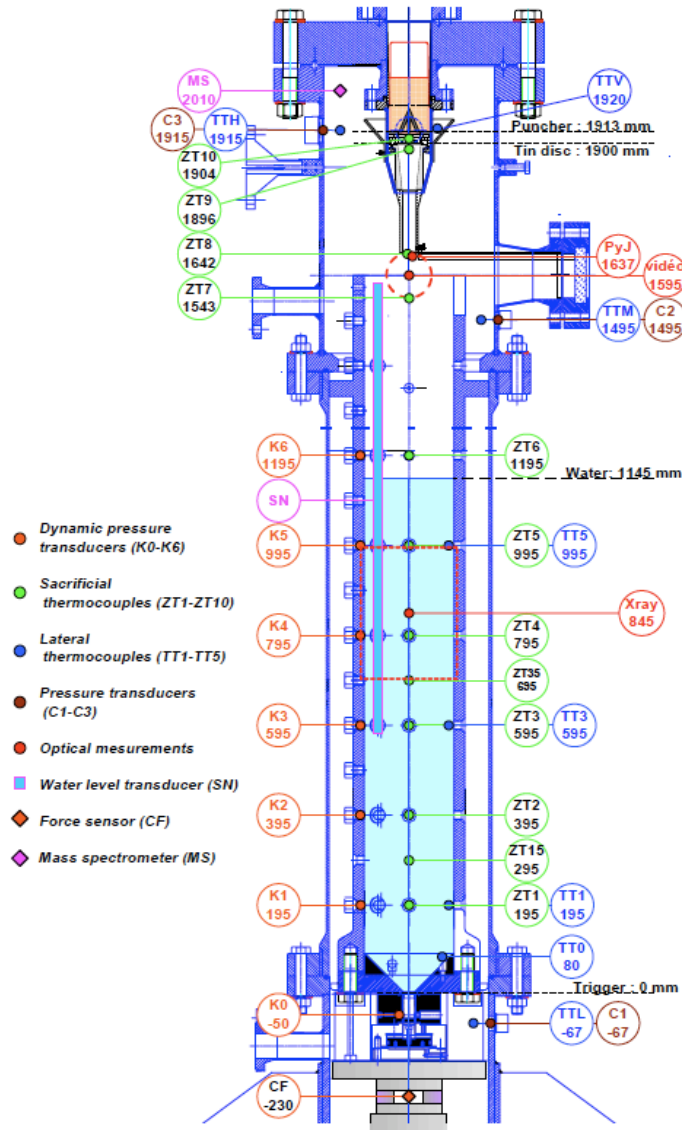 MS
2010
TTV
1920
C3
1915
TTH
1915
Puncher : 1913 mm
Tin disc : 1900 mm
ZT10
1904
ZT9
1896
ZT8
1642
PyJ
1637
vidéo
1595
ZT7
1543
TTM
1495
C2
1495
K6
1195
ZT6
1195
Water: 1145 mm
SN
K5
995
ZT5
995
TT5
995
Dynamic pressure
transducers (K0-K6)
Sacrificial
thermocouples (ZT1-ZT10)
Lateral
thermocouples (TT1-TT5)
Pressure transducers
(C1-C3)
Optical mesurements
Water level transducer (SN)
Force sensor (CF)
Mass spectrometer (MS)
Xray
845
K4
795
ZT4
795
ZT35
695
K3
595
ZT3
595
TT3
595
K2
395
ZT2
395
ZT15
295
K1
195
ZT1
195
TT1
195
TT0
80
Trigger : 0 mm
K0
-50
TTL
-67
C1
-67
CF
-230